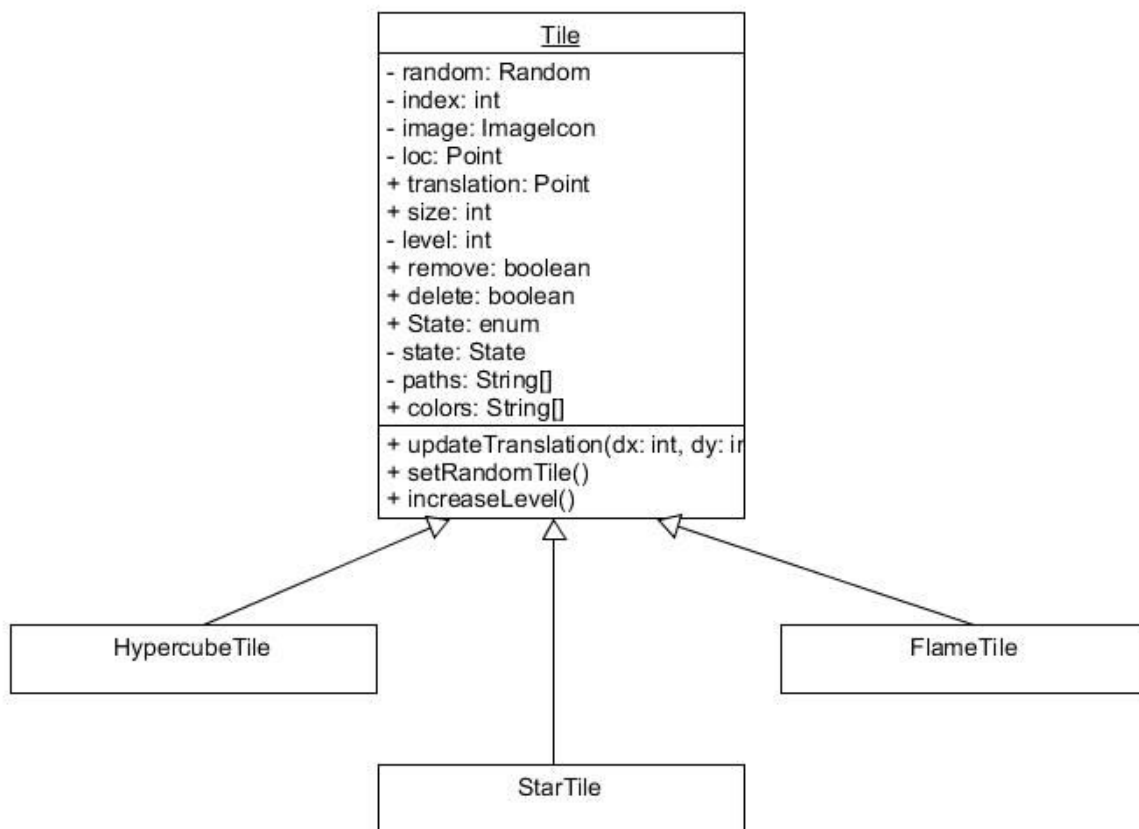 Tile
- random: Random
- index: int
- image: ImageIcon
- loc: Point
+ translation: Point
+ size: int
- level: int
+ remove: boolean
+ delete: boolean
+ State: enum
- state: State
- paths: String[]
+ colors: String[]
+ updateTranslation(dx: int, dy:
+ setRandomTile()
+ increaseLevel()
HypercubeTile
FlameTile
StarTile